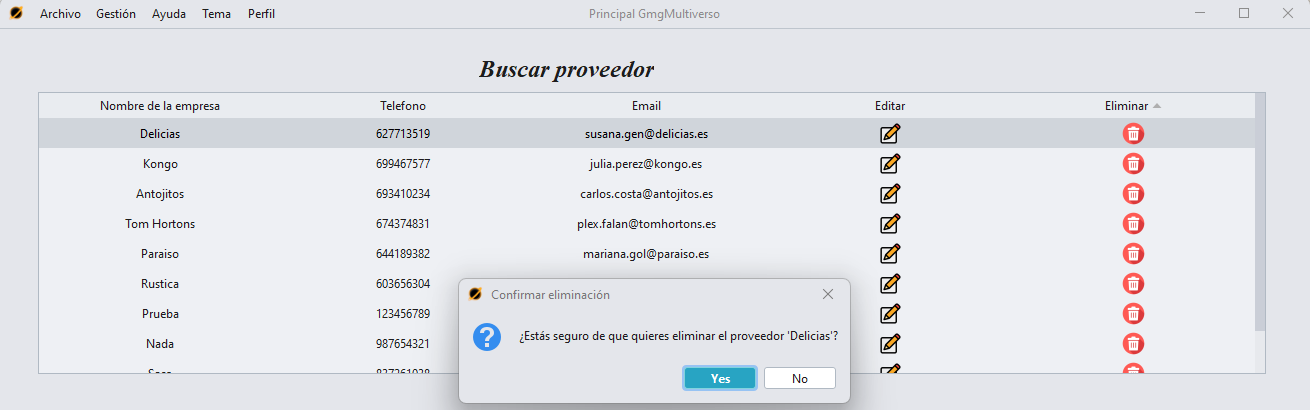 Archivo Gestión Ayuda Tema Perfil Principal GmgMultiverso
Buscar proveedor
Nombre de la empresa Telefono Email Editar Eliminar
Delicias 627713519 susana.gen@delicias.es
Kongo 699467577 julia.perez@kongo.es
Antojitos 693410234 carlos.costa@antojitos.es
Tom Hortons 674374831 plex.falan@tomhortons.es
Paraiso 644189382 mariana.gol@paraiso.es
Rustica 603656304
Prueba 123456789
Nada 987654321
Confirmar eliminación
¿Estás seguro de que quieres eliminar el proveedor 'Delicias'?
Yes No